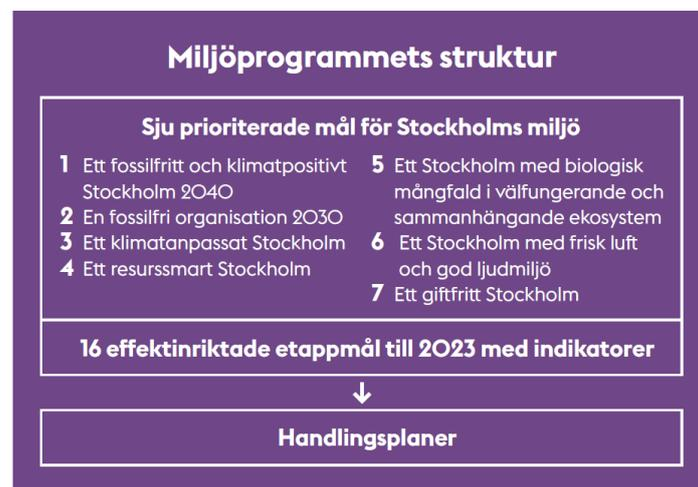 Miljöprogrammets struktur
Sju prioriterade mål för Stockholms miljö
1 Ett fossilfritt och klimatpositivt
Stockholm 2040
2 En fossilfri organisation 2030
3 Ett klimatanpassat Stockholm
4 Ett resurssmart Stockholm
5 Ett Stockholm med biologisk
mångfald i välfungerande och
sammanhängande ekosystem
6 Ett Stockholm med frisk luft
och god ljudmiljö
7 Ett giftfritt Stockholm
16 effektinriktade etappmål till 2023 med indikatorer
Handlingsplaner